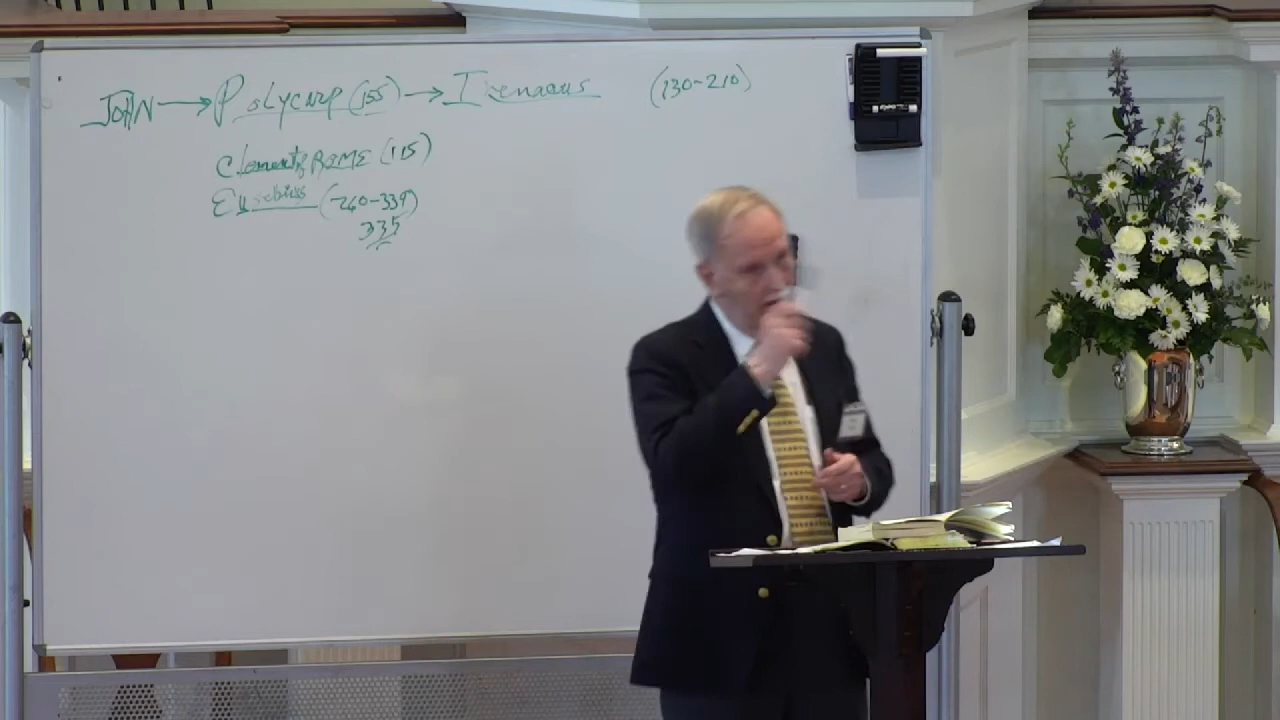 JOHN → Polycarp (155) → Irenaeus (130-210)
Clement of ROME (115)
Eusebius (260-339)
335